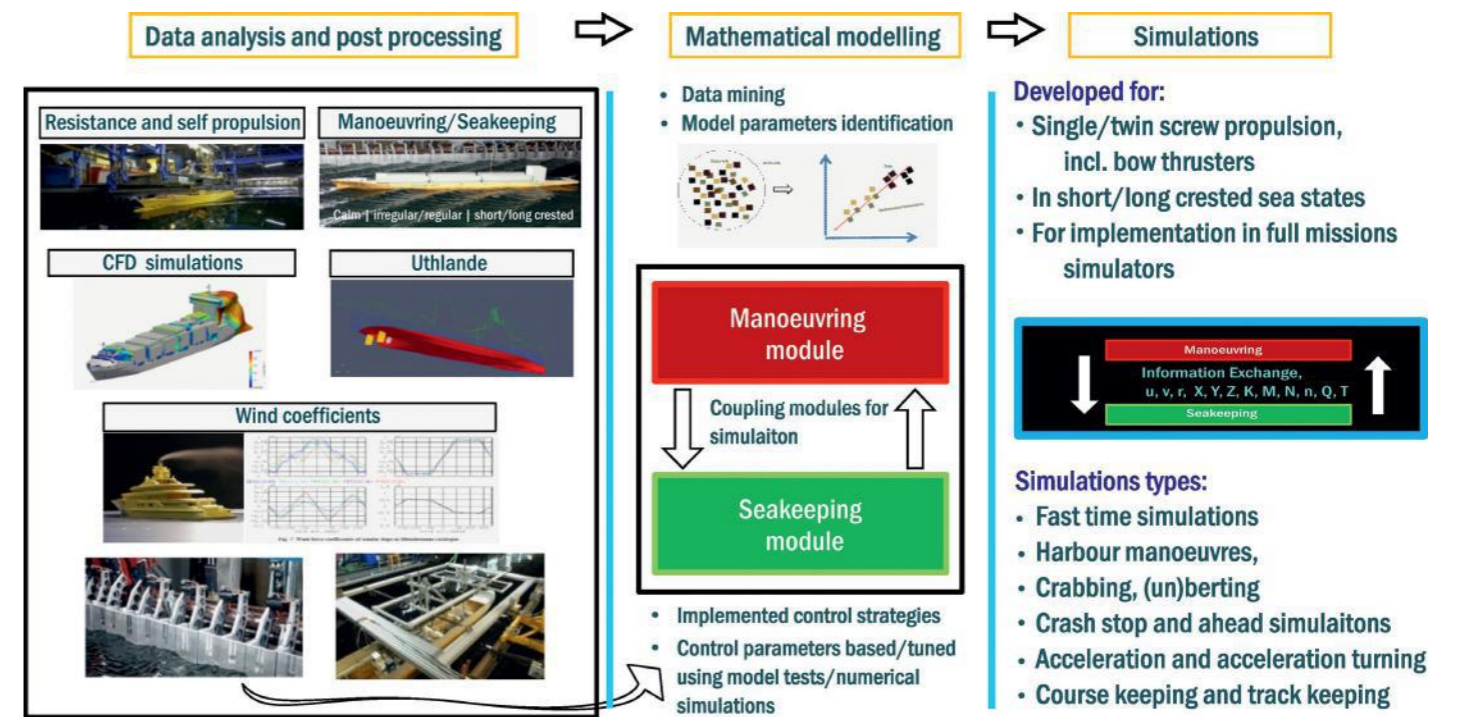 Data analysis and post processing
Mathematical modelling
Simulations
Resistance and self propulsion
Manoeuvring/Seakeeping
Calm | irregular/regular | short/long crested
CFD simulations
Uthlande
Wind coefficients
• Data mining
• Model parameters identification
Manoeuvring
module
Coupling modules for
simulaiton
Seakeeping
module
• Implemented control strategies
• Control parameters based/tuned
using model tests/numerical
simulations
Developed for:
• Single/twin screw propulsion,
incl. bow thrusters
• In short/long crested sea states
• For implementation in full missions
simulators
Manoeuvring
Information Exchange,
u, v, r, X, Y, Z, K, M, N, n, Q, T
Seakeeping
Simulations types:
• Fast time simulations
• Harbour manoeuvres,
• Crabbing, (un)berting
• Crash stop and ahead simulaitons
• Acceleration and acceleration turning
• Course keeping and track keeping